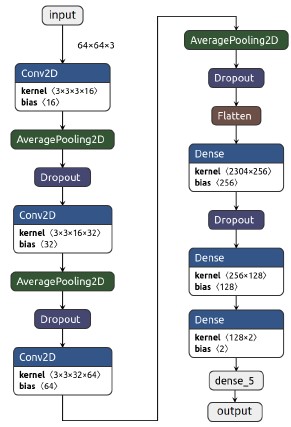 input
64×64×3
Conv2D
kernel ⟨3×3×3×16⟩
bias ⟨16⟩
AveragePooling2D
Dropout
Conv2D
kernel ⟨3×3×16×32⟩
bias ⟨32⟩
AveragePooling2D
Dropout
Conv2D
kernel ⟨3×3×32×64⟩
bias ⟨64⟩
AveragePooling2D
Dropout
Flatten
Dense
kernel ⟨2304×256⟩
bias ⟨256⟩
Dropout
Dense
kernel ⟨256×128⟩
bias ⟨128⟩
Dense
kernel ⟨128×2⟩
bias ⟨2⟩
dense_5
output